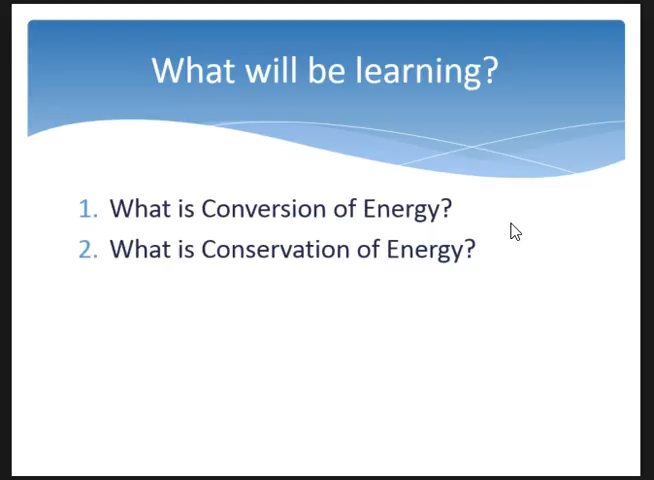 What will be learning?
1. What is Conversion of Energy?
2. What is Conservation of Energy?